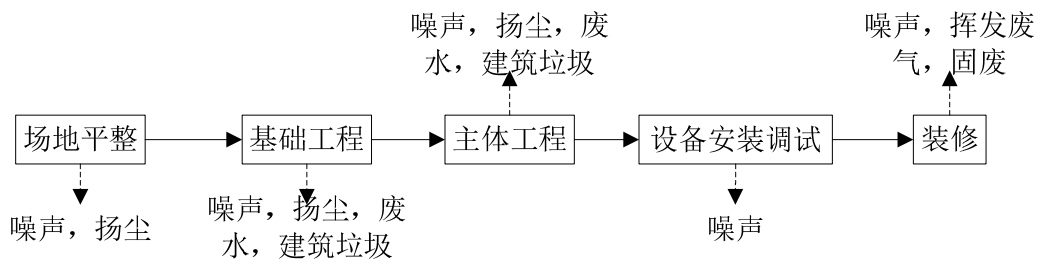 噪声，扬尘，废
水，建筑垃圾
噪声，挥发废
气，固废
场地平整
基础工程
主体工程
设备安装调试
装修
噪声，扬尘
噪声，扬尘，废
水，建筑垃圾
噪声